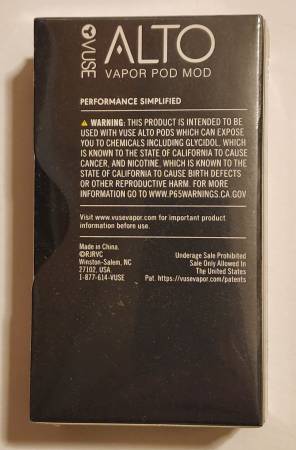 VUSE
ALTO
VAPOR POD MOD
PERFORMANCE SIMPLIFIED
WARNING: THIS PRODUCT IS INTENDED TO BE
USED WITH VUSE ALTO PODS WHICH CAN EXPOSE
YOU TO CHEMICALS INCLUDING GLYCIDOL, WHICH
IS KNOWN TO THE STATE OF CALIFORNIA TO CAUSE
CANCER, AND NICOTINE, WHICH IS KNOWN TO THE
STATE OF CALIFORNIA TO CAUSE BIRTH DEFECTS
OR OTHER REPRODUCTIVE HARM. FOR MORE
INFORMATION GO TO WWW.P65WARNINGS.CA.GOV
Visit www.vusevapor.com for important product
information before use.
Made in China.
©RJRVC
Winston-Salem, NC
27102, USA
1-877-614-VUSE
Underage Sale Prohibited
Sale Only Allowed in
The United States
Pat. https://vusevapor.com/patents